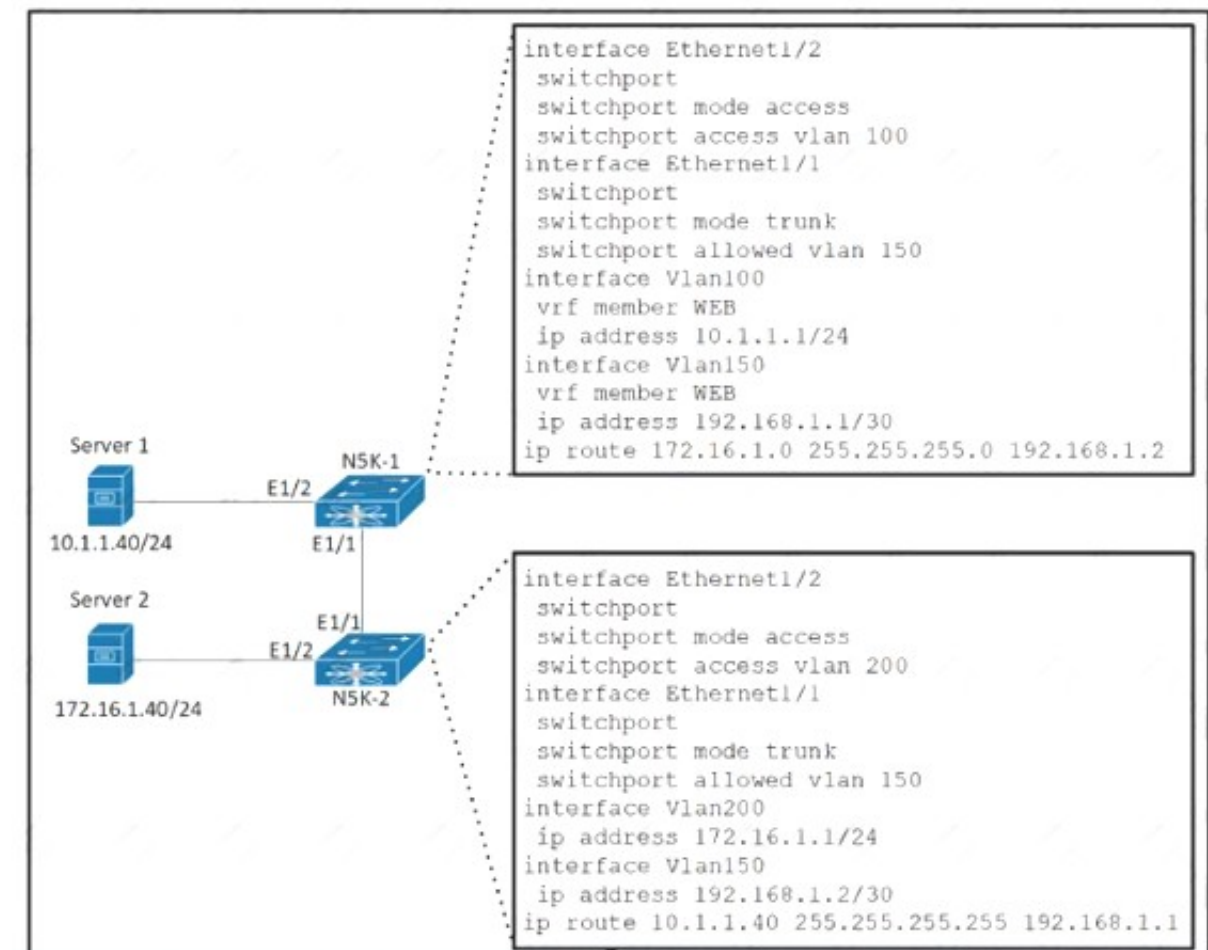 interface Ethernet1/2
switchport
switchport mode access
switchport access vlan 100
interface Ethernet1/1
switchport
switchport mode trunk
switchport allowed vlan 150
interface Vlan100
vrf member WEB
ip address 10.1.1.1/24
interface Vlan150
vrf member WEB
ip address 192.168.1.1/30
ip route 172.16.1.0 255.255.255.0 192.168.1.2
Server 1
N5K-1
E1/2
10.1.1.40/24
E1/1
Server 2
E1/1
E1/2
N5K-2
172.16.1.40/24
interface Ethernet1/2
switchport
switchport mode access
switchport access vlan 200
interface Ethernet1/1
switchport
switchport mode trunk
switchport allowed vlan 150
interface Vlan200
ip address 172.16.1.1/24
interface Vlan150
ip address 192.168.1.2/30
ip route 10.1.1.40 255.255.255.255 192.168.1.1